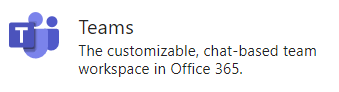 T
Teams
The customizable, chat-based team
workspace in Office 365.